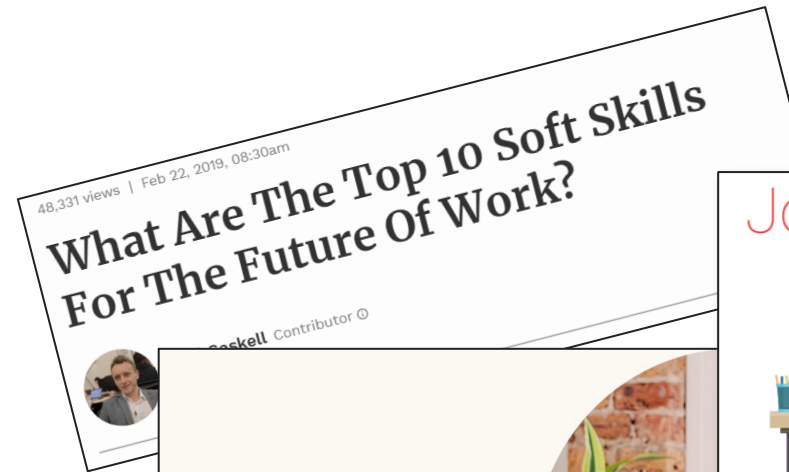 48,331 views | Feb 22, 2019, 08:30am
What Are The Top 10 Soft Skills
For The Future Of Work?
Contributor